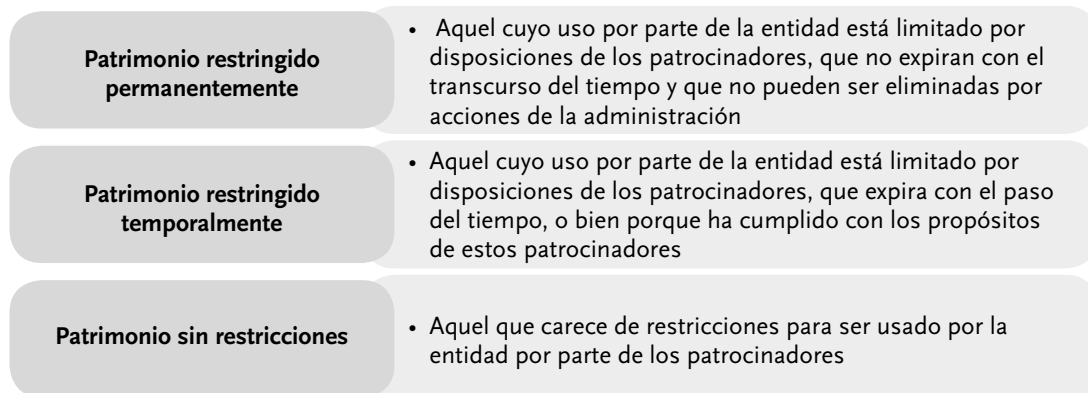 Patrimonio restringido
permanentemente
• Aquel cuyo uso por parte de la entidad está limitado por
disposiciones de los patrocinadores, que no expiran con el
transcurso del tiempo y que no pueden ser eliminadas por
acciones de la administración
Patrimonio restringido
temporalmente
• Aquel cuyo uso por parte de la entidad está limitado por
disposiciones de los patrocinadores, que expira con el paso
del tiempo, o bien porque ha cumplido con los propósitos
de estos patrocinadores
Patrimonio sin restricciones
• Aquel que carece de restricciones para ser usado por la
entidad por parte de los patrocinadores